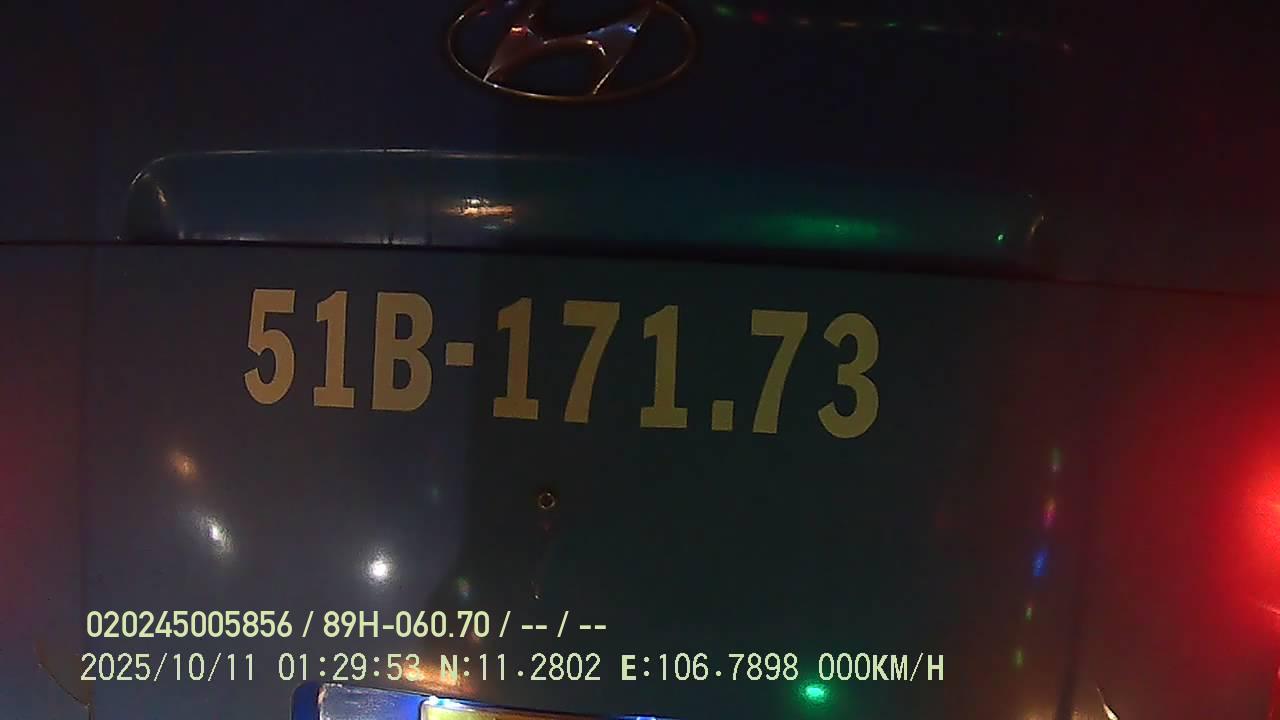 51B-171.73
020245005856 / 89H-060.70 / -- / --
2025/10/11 01:29:53 N:11.2802 E:106.7898 000KM/H